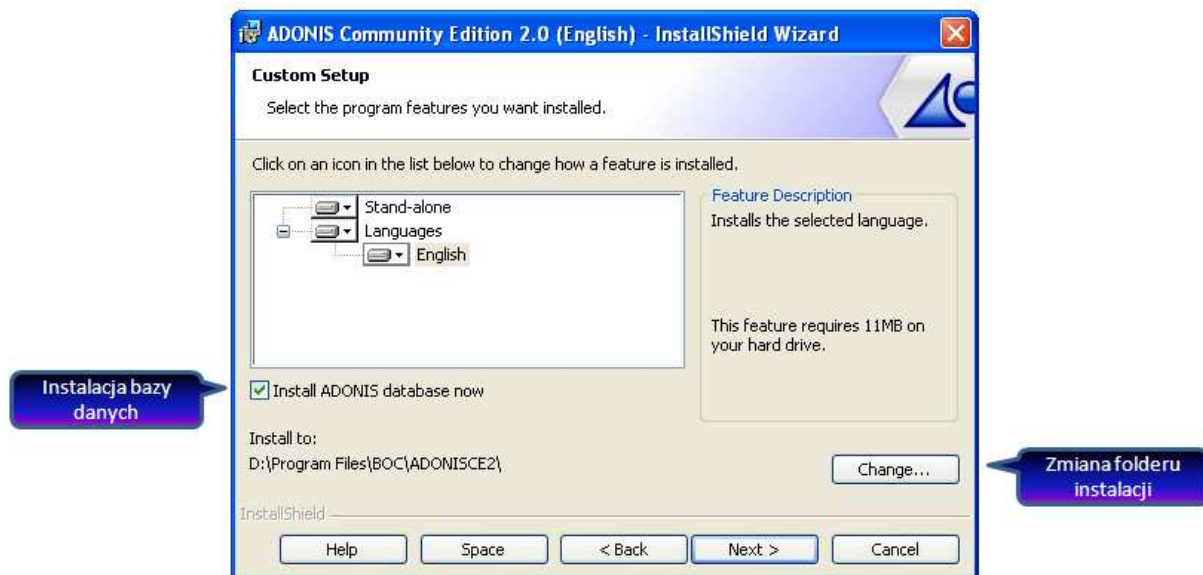 ADONIS Community Edition 2.0 (English) - InstallShield Wizard
Custom Setup
Select the program features you want installed.
Click on an icon in the list below to change how a feature is installed.
Stand-alone
Languages
English
Feature Description
Installs the selected language.
This feature requires 11MB on
your hard drive.
Instalacja bazy
danych
Install ADONIS database now
Install to:
D:\Program Files\BOC\ADONISCE2\
Change...
Zmiana folderu
instalacji
InstallShield
Help
Space
< Back
Next >
Cancel